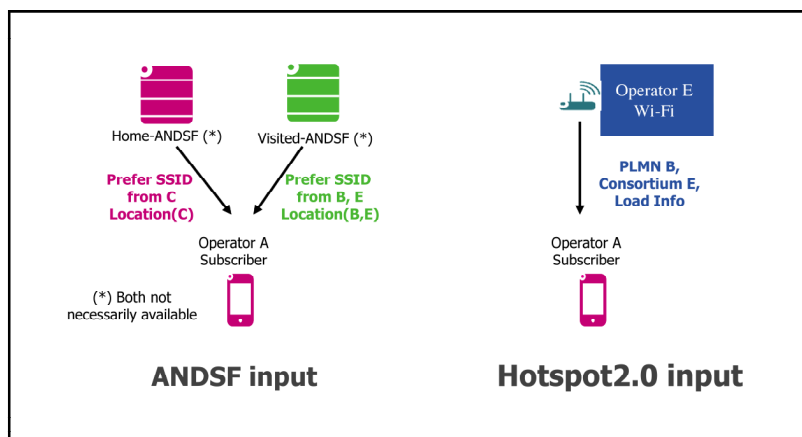 Home-ANDSF (*)
Visited-ANDSF (*)
Prefer SSID
from C
Location(C)
Prefer SSID
from B, E
Location(B,E)
Operator A
Subscriber
(*) Both not
necessarily available
ANDSF input
Operator E
Wi-Fi
PLMN B,
Consortium E,
Load Info
Operator A
Subscriber
Hotspot2.0 input